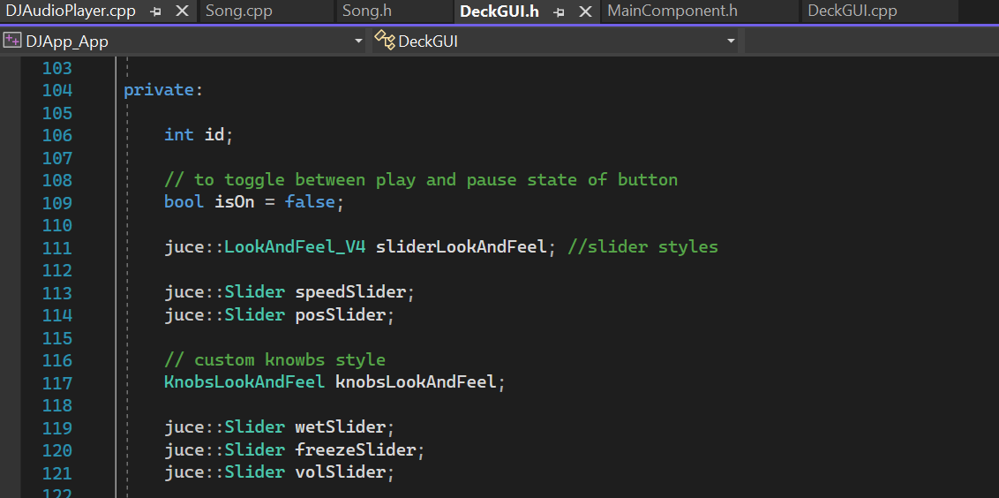 DJAudioPlayer.cpp Song.cpp Song.h DeckGUI.h MainComponent.h DeckGUI.cpp
DJApp_App DeckGUI
103
104 private:
105
106 int id;
107
108 // to toggle between play and pause state of button
109 bool isOn = false;
110
111 juce::LookAndFeel_V4 sliderLookAndFeel; //slider styles
112
113 juce::Slider speedSlider;
114 juce::Slider posSlider;
115
116 // custom knowbs style
117 KnobsLookAndFeel knobsLookAndFeel;
118
119 juce::Slider wetSlider;
120 juce::Slider freezeSlider;
121 juce::Slider volSlider;
122